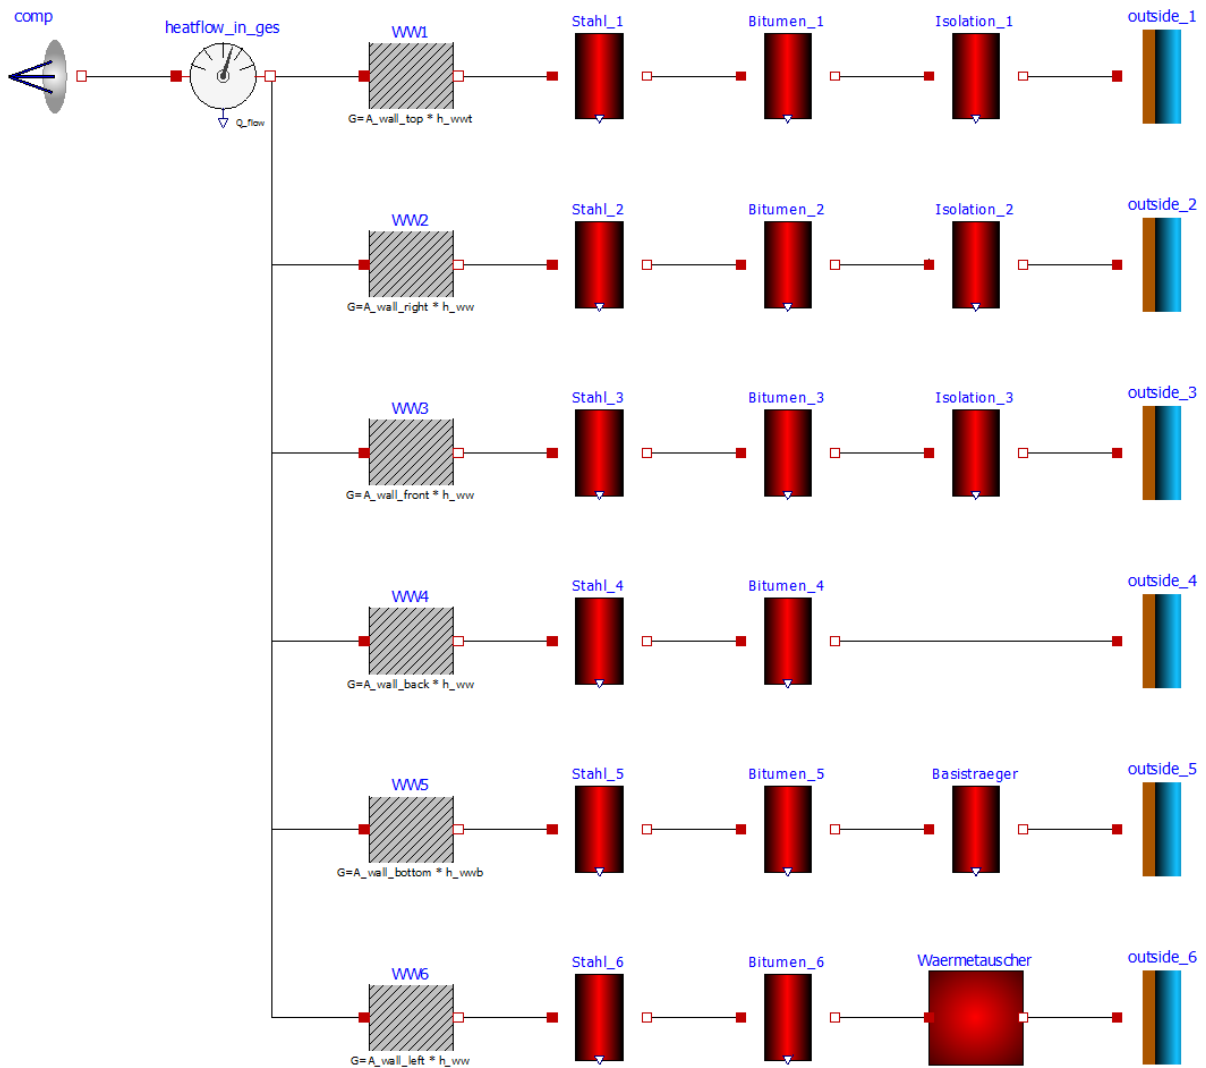 comp
heatflow_in_ges
Q_flow
WW1
G=A_wall_top * h_wwt
Stahl_1
Bitumen_1
Isolation_1
outside_1
WW2
G=A_wall_right * h_ww
Stahl_2
Bitumen_2
Isolation_2
outside_2
WW3
G=A_wall_front * h_ww
Stahl_3
Bitumen_3
Isolation_3
outside_3
WW4
G=A_wall_back * h_ww
Stahl_4
Bitumen_4
outside_4
WW5
G=A_wall_bottom * h_wwb
Stahl_5
Bitumen_5
Basistraeger
outside_5
WW6
G=A_wall_left * h_ww
Stahl_6
Bitumen_6
Waermetauscher
outside_6